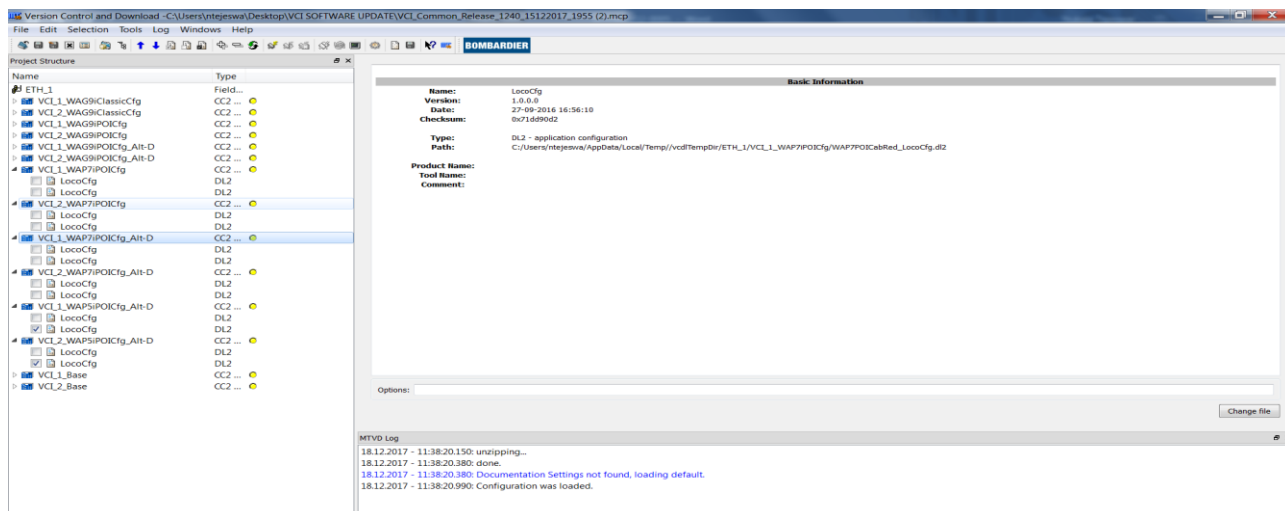 Version Control and Download -C:\Users\ntejeswa\Desktop\VCI SOFTWARE UPDATE\VCI_Common_Release_1240_15122017_1955 (2).mcp
File Edit Selection Tools Log Windows Help
BOMBARDIER
Project Structure
Name Type
ETH_1 Field...
VCI_1_WAG9iClassicCfg CC2 ...
VCI_2_WAG9iClassicCfg CC2 ...
VCI_1_WAG9iPOICfg CC2 ...
VCI_2_WAG9iPOICfg CC2 ...
VCI_1_WAG9iPOICfg_Alt-D CC2 ...
VCI_2_WAG9iPOICfg_Alt-D CC2 ...
VCI_1_WAP7iPOICfg CC2 ...
LocoCfg DL2
LocoCfg DL2
VCI_2_WAP7iPOICfg CC2 ...
LocoCfg DL2
LocoCfg DL2
VCI_1_WAP7iPOICfg_Alt-D CC2 ...
LocoCfg DL2
LocoCfg DL2
VCI_2_WAP7iPOICfg_Alt-D CC2 ...
LocoCfg DL2
LocoCfg DL2
VCI_1_WAP5iPOICfg_Alt-D CC2 ...
LocoCfg DL2
LocoCfg DL2
VCI_2_WAP5iPOICfg_Alt-D CC2 ...
LocoCfg DL2
LocoCfg DL2
VCI_1_Base CC2 ...
VCI_2_Base CC2 ...
Basic Information
Name: LocoCfg
Version: 1.0.0.0
Date: 27-09-2016 16:56:10
Checksum: 0x71dd90d2
Type: DL2 - application configuration
Path: C:/Users/ntejeswa/AppData/Local/Temp//vcdlTempDir/ETH_1/VCI_1_WAP7iPOICfg/WAP7POICabRed_LocoCfg.dl2
Product Name:
Tool Name:
Comment:
Options:
Change file
MTVD Log
18.12.2017 - 11:38:20.150: unzipping...
18.12.2017 - 11:38:20.380: done.
18.12.2017 - 11:38:20.380: Documentation Settings not found, loading default.
18.12.2017 - 11:38:20.990: Configuration was loaded.